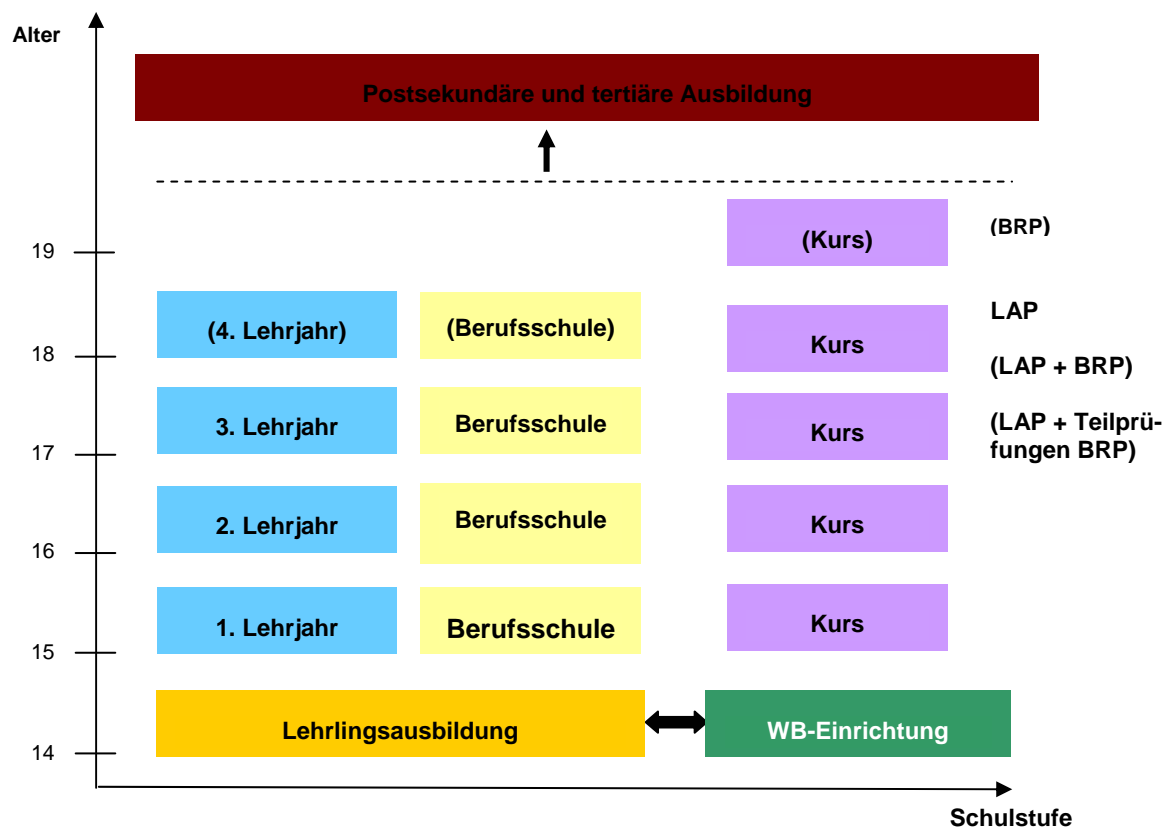 Alter
Postsekundäre und tertiäre Ausbildung
19
(Kurs)
(BRP)
18
(4. Lehrjahr)
(Berufsschule)
Kurs
LAP
(LAP + BRP)
17
3. Lehrjahr
Berufsschule
Kurs
(LAP + Teilprü-
fungen BRP)
16
2. Lehrjahr
Berufsschule
Kurs
15
1. Lehrjahr
Berufsschule
Kurs
14
Lehrlingsausbildung
WB-Einrichtung
Schulstufe